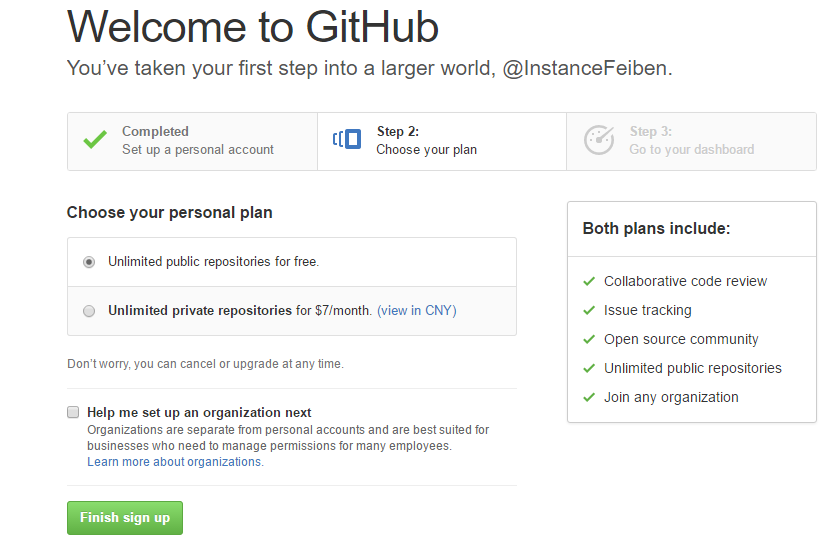 Welcome to GitHub
You’ve taken your first step into a larger world, @InstanceFeiben.
Completed
Set up a personal account
Step 2:
Choose your plan
Step 3:
Go to your dashboard
Choose your personal plan
Unlimited public repositories for free.
Unlimited private repositories for $7/month. (view in CNY)
Don’t worry, you can cancel or upgrade at any time.
Help me set up an organization next
Organizations are separate from personal accounts and are best suited for
businesses who need to manage permissions for many employees.
Learn more about organizations.
Finish sign up
Both plans include:
Collaborative code review
Issue tracking
Open source community
Unlimited public repositories
Join any organization